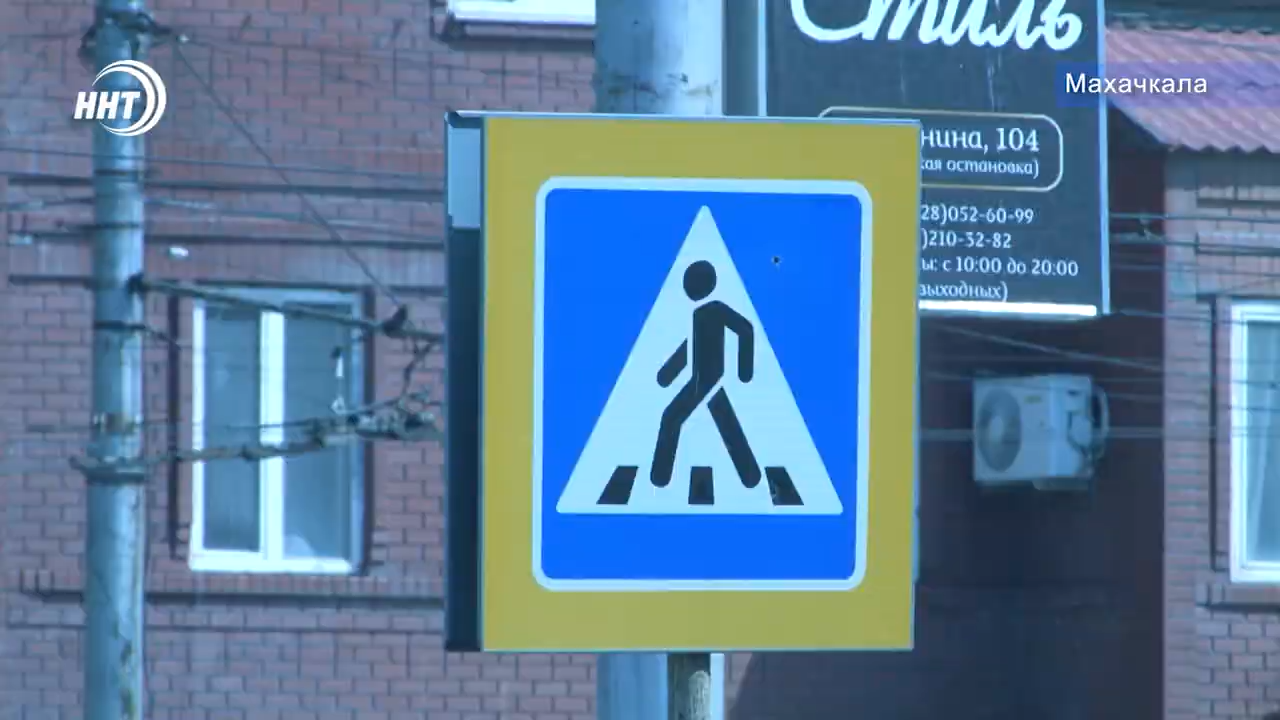 ННТ
Стиль
Махачкала
нина, 104
кая остановка)
28)052-60-99
)210-32-82
ы: с 10:00 до 20:00
выходных)